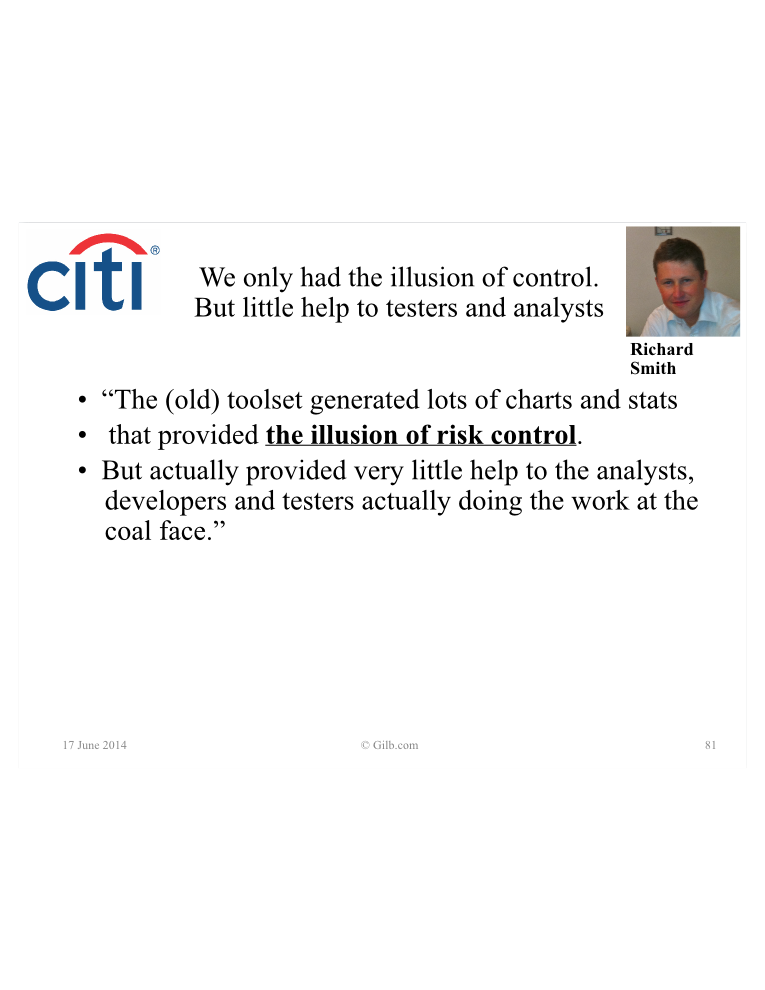 citi®
We only had the illusion of control.
But little help to testers and analysts
Richard
Smith
• “The (old) toolset generated lots of charts and stats
• that provided the illusion of risk control.
• But actually provided very little help to the analysts,
developers and testers actually doing the work at the
coal face.”
17 June 2014
© Gilb.com
81